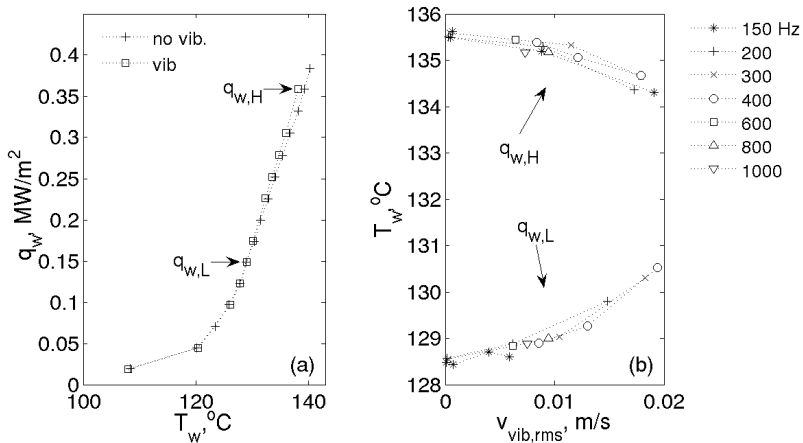 0.4
0.35
0.3
0.25
0.2
0.15
0.1
0.05
0
q_w, MW/m^2
no vib.
vib
q_w,H
q_w,L
(a)
100 120 140
T_w, °C
136
135
134
133
132
131
130
129
128
T_w, °C
q_w,H
q_w,L
(b)
0 0.01 0.02
v_vib,rms, m/s
150 Hz
200
300
400
600
800
1000